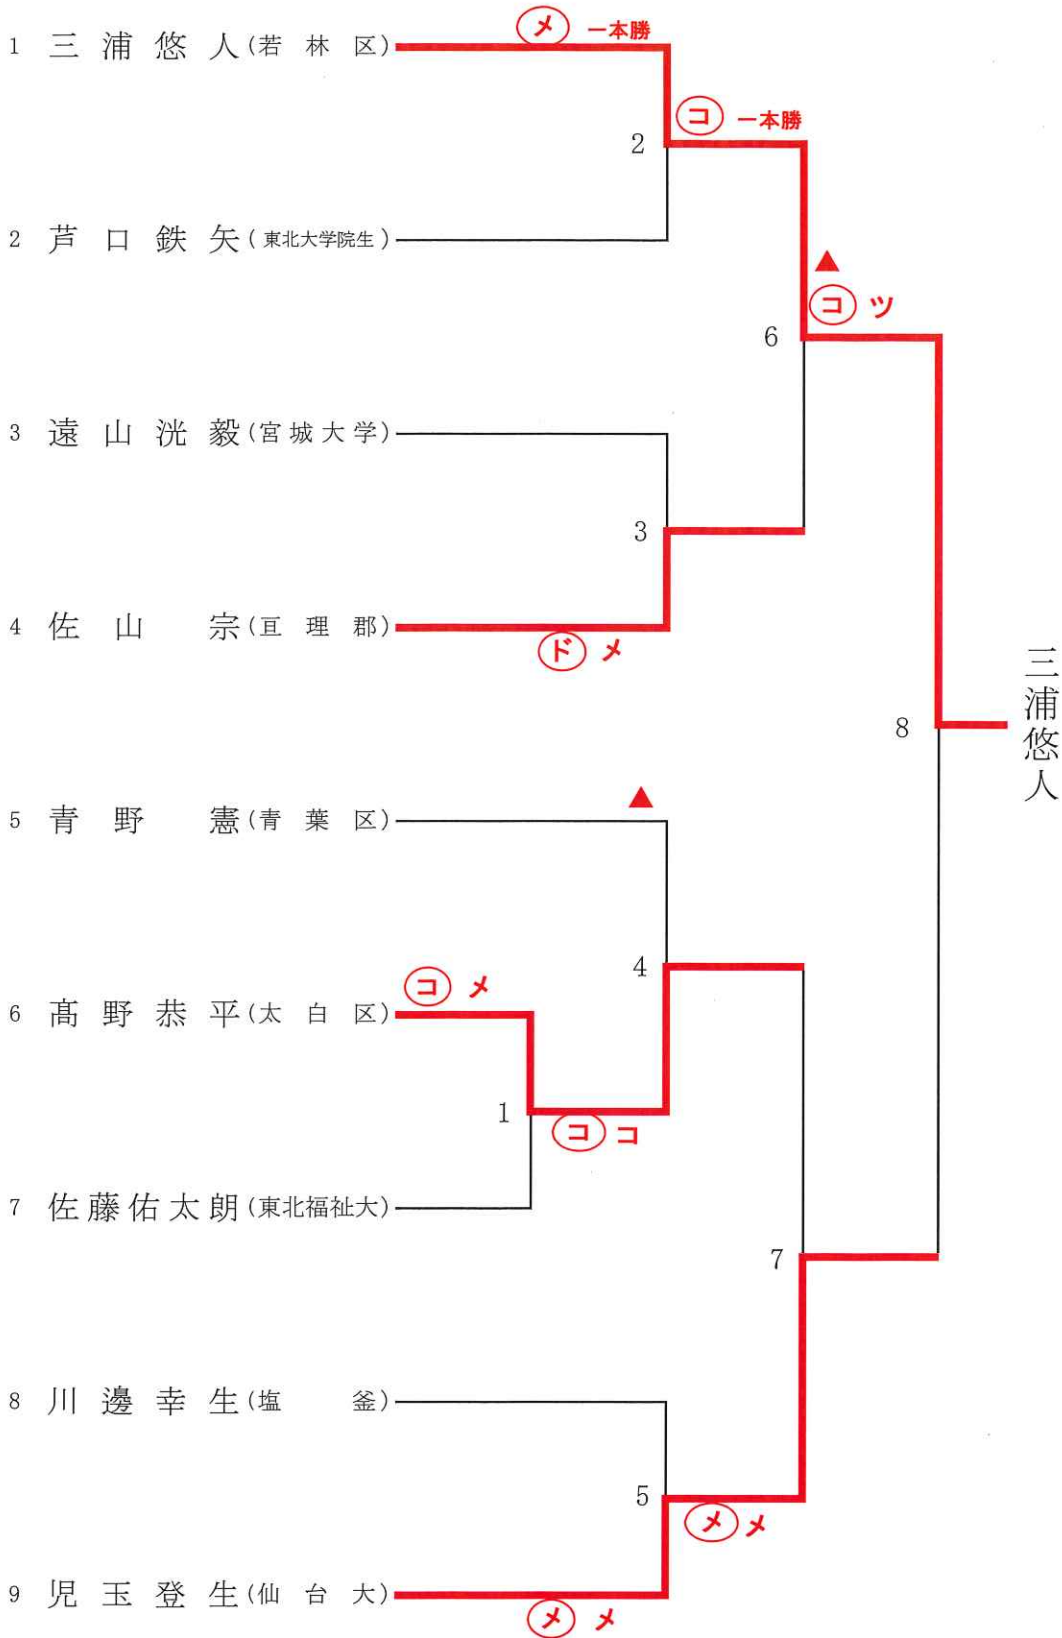 メ 一本勝
1 三浦悠人(若林区)
コ 一本勝
2
2 芦口鉄矢(東北大学院生)
▲
コ ツ
6
3 遠山洸毅(宮城大学)
3
4 佐山宗(亘理郡)
ド メ
三浦悠人
8
▲
5 青野憲(青葉区)
4
コ メ
6 髙野恭平(太白区)
1
コ コ
7 佐藤佑太朗(東北福祉大)
7
8 川邊幸生(塩釜)
5
メ メ
9 児玉登生(仙台大)
メ メ